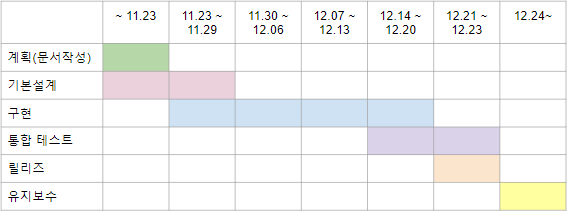 ~ 11.23
11.23 ~
11.29
11.30 ~
12.06
12.07 ~
12.13
12.14 ~
12.20
12.21 ~
12.23
12.24~
계획(문서작성)
기본설계
구현
통합 테스트
릴리즈
유지보수